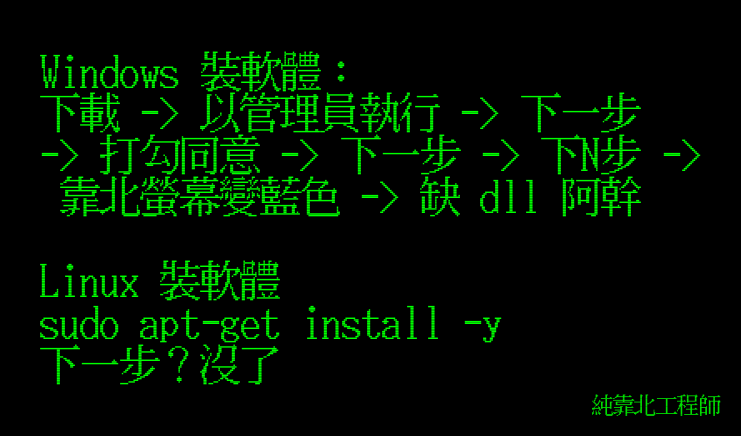 Windows 裝軟體：
下載 -> 以管理員執行 -> 下一步
-> 打勾同意 -> 下一步 -> 下N步 ->
靠北螢幕變藍色 -> 缺 dll 阿幹
Linux 裝軟體
sudo apt-get install -y
下一步？沒了
純靠北工程師